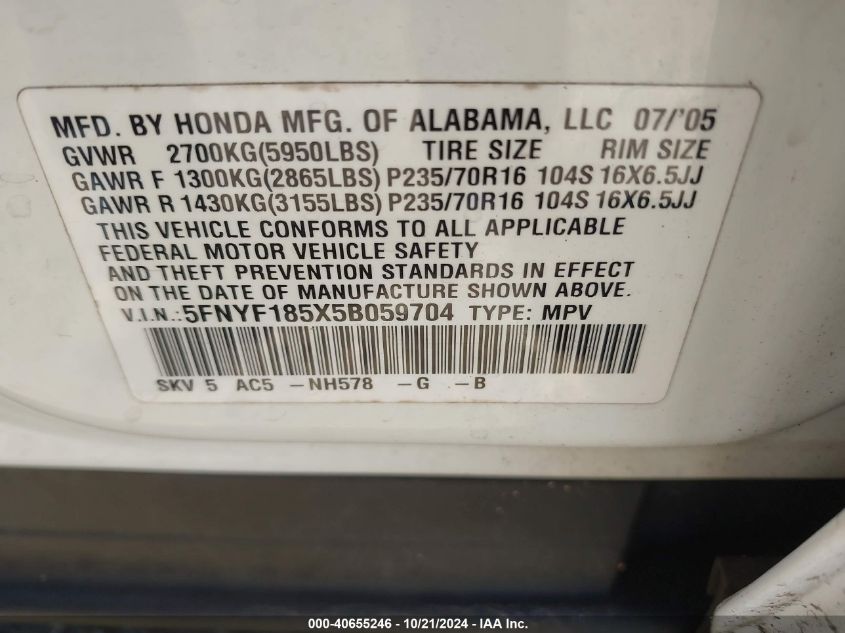 MFD. BY HONDA MFG. OF ALABAMA, LLC 07/'05
GVWR 2700KG(5950LBS) TIRE SIZE RIM SIZE
GAWR F 1300KG(2865LBS) P235/70R16 104S 16X6.5JJ
GAWR R 1430KG(3155LBS) P235/70R16 104S 16X6.5JJ
THIS VEHICLE CONFORMS TO ALL APPLICABLE
FEDERAL MOTOR VEHICLE SAFETY
AND THEFT PREVENTION STANDARDS IN EFFECT
ON THE DATE OF MANUFACTURE SHOWN ABOVE.
V.I.N.:5FNYF185X5B059704 TYPE: MPV
SKV 5 AC5 –NH578 –G –B
000-40655246 - 10/21/2024 - IAAI Inc.